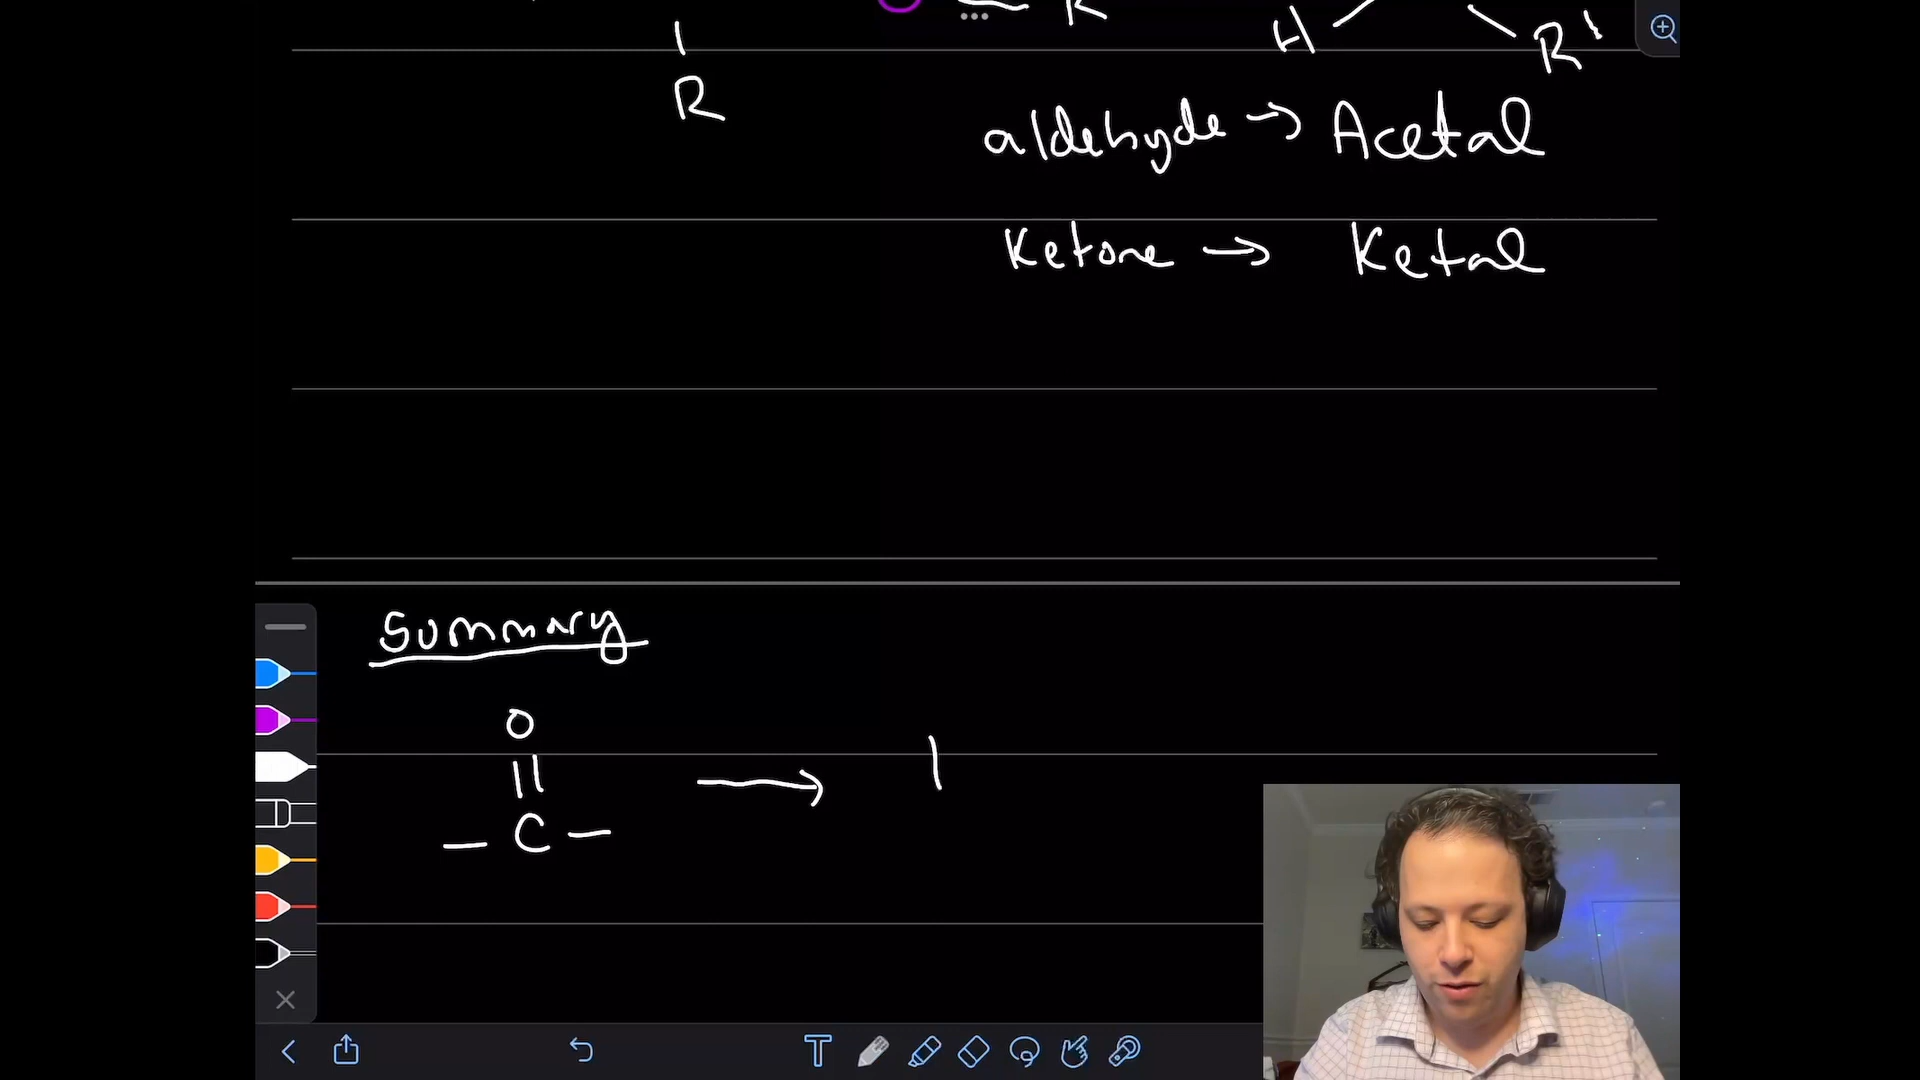 R
H
R'
R
aldehyde → Acetal
Ketone → Ketal
Summary
O
||
— C — →
T